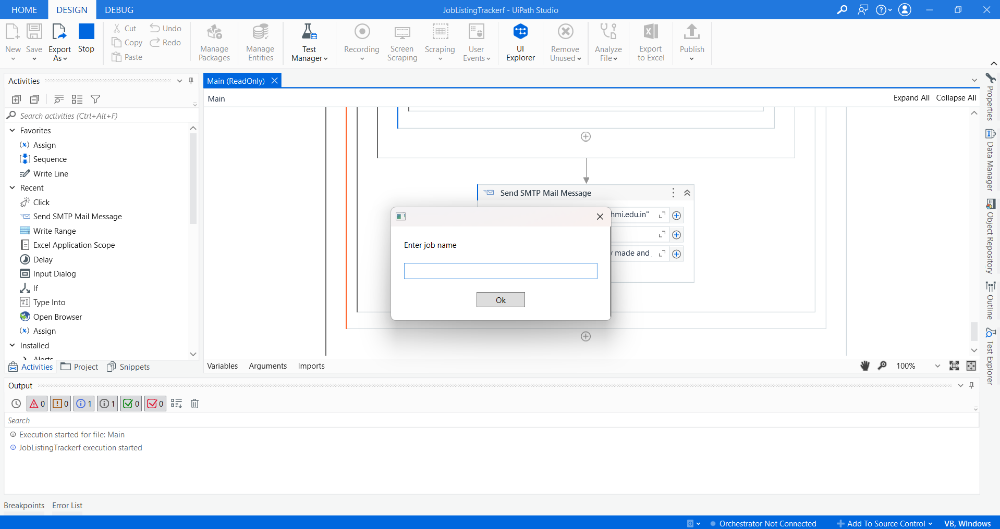 HOME DESIGN DEBUG JobListingTrackerf - UiPath Studio
New Save Export As Stop
Cut Copy Paste Undo Redo
Manage Packages
Manage Entities
Test Manager
Recording
Screen Scraping
Scraping
User Events
UI Explorer
Remove Unused
Analyze File
Export to Excel
Publish
Activities
Search activities (Ctrl+Alt+F)
Favorites
Assign
Sequence
Write Line
Recent
Click
Send SMTP Mail Message
Write Range
Excel Application Scope
Delay
Input Dialog
If
Type Into
Open Browser
Assign
Installed
Alerts
Activities Project Snippets
Main (ReadOnly)
Main Expand All Collapse All
Send SMTP Mail Message
hmi.edu.in"
made and
Enter job name
Ok
Variables Arguments Imports 100%
Properties
Data Manager
Object Repository
Outline
Test Explorer
Output
0 0 1 1 0 0
Search
Execution started for file: Main
JobListingTrackerf execution started
Breakpoints Error List
Orchestrator Not Connected Add To Source Control VB, Windows